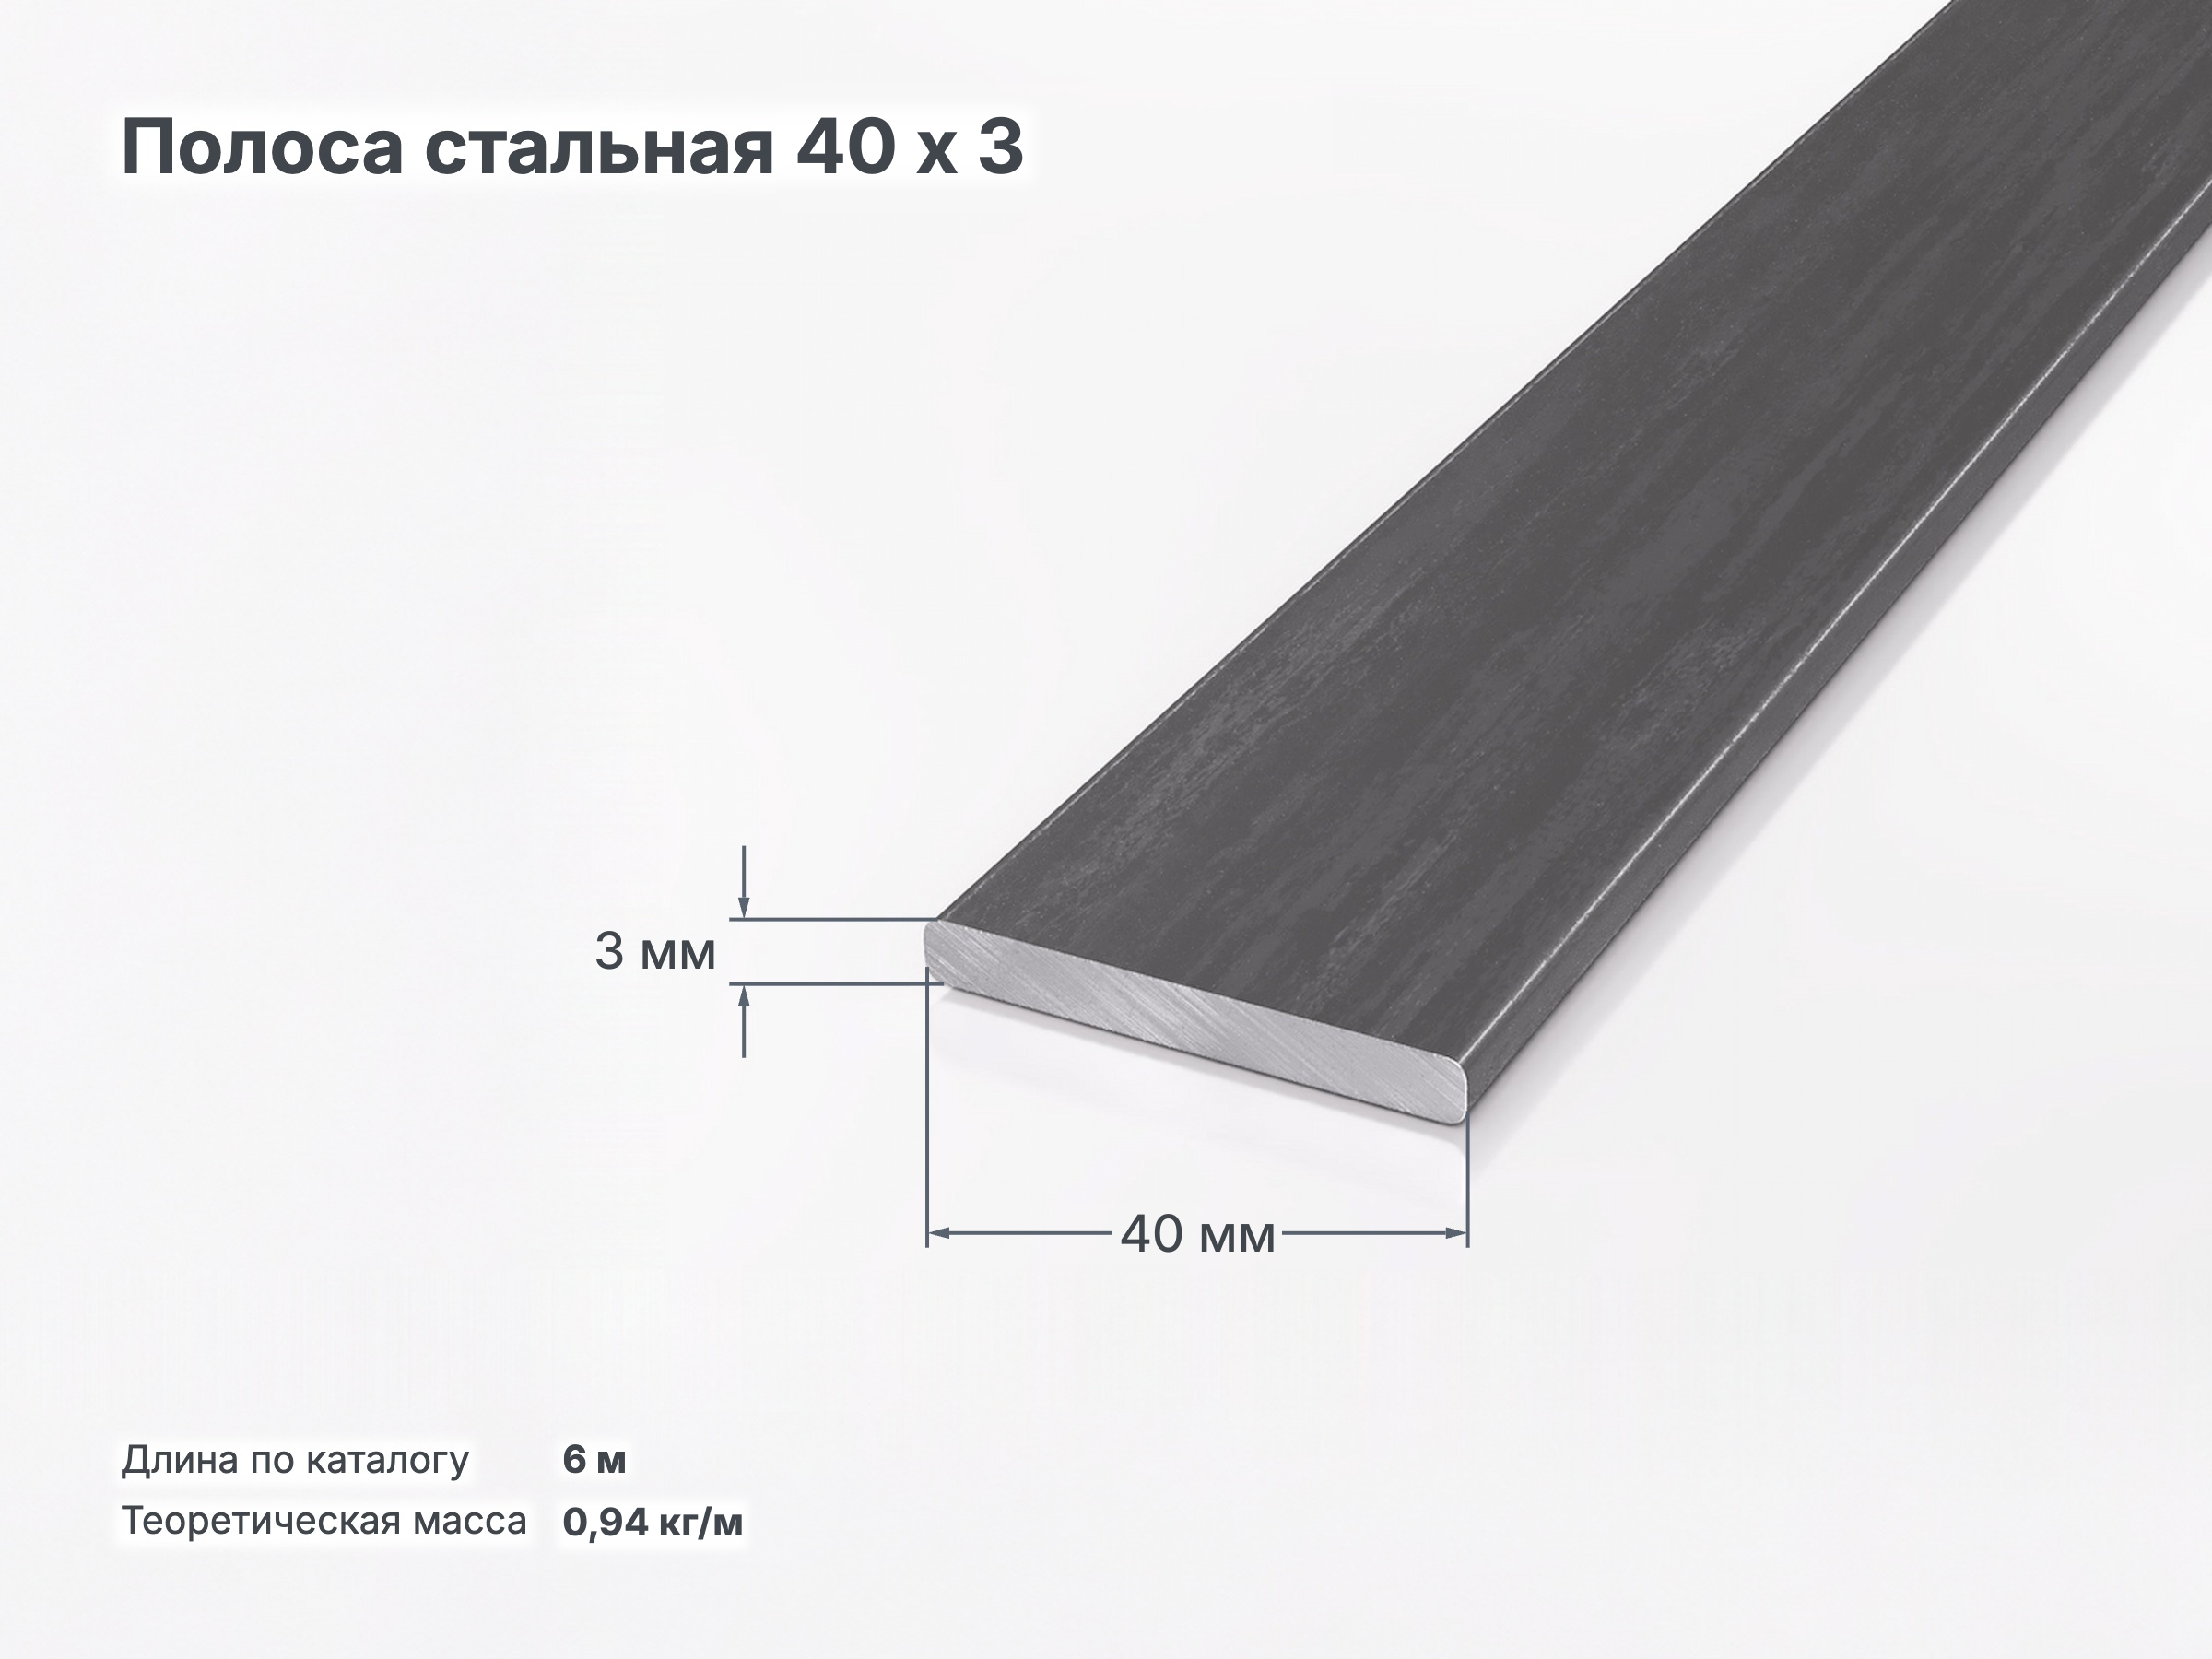 Полоса стальная 40 х 3
3 мм
40 мм
Длина по каталогу 6 м
Теоретическая масса 0,94 кг/м